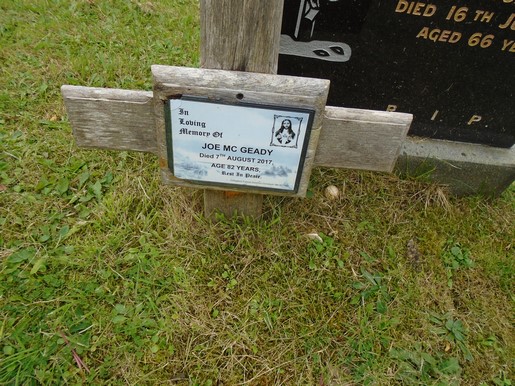 In
Loving
Memory Of
JOE MC GEADY
Died 7TH AUGUST 2017
AGE 82 YEARS,
Rest In Peace.
DIED 16TH
AGED 66
R . I . P .